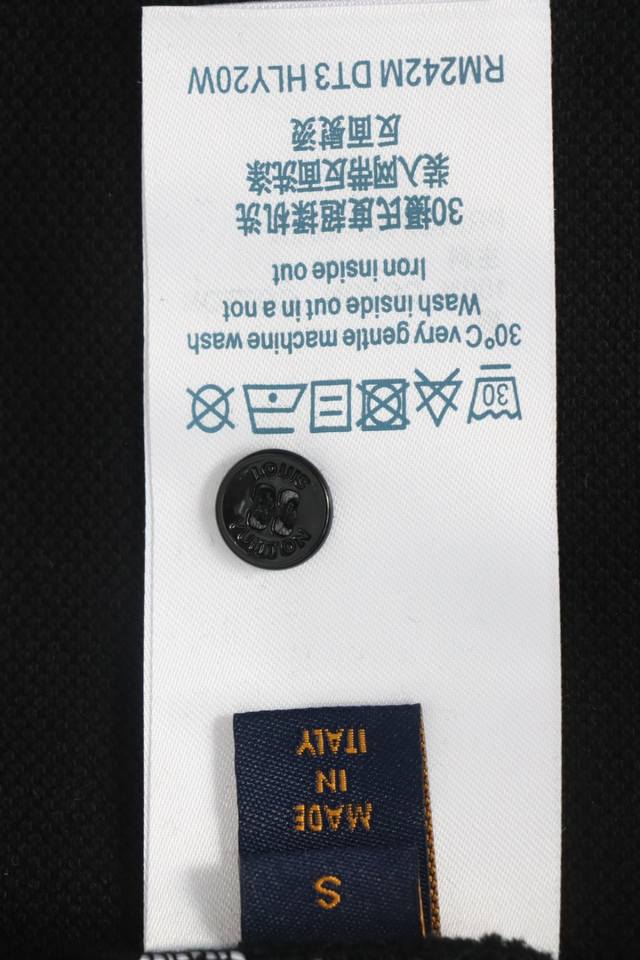 S
MADE
IN
ITALY
LOUIS
VUITTON
30
30°C very gentle machine wash
Wash inside out in a not
Iron inside out
30摄氏度超揉机洗
装入网带反面洗涤
反面熨烫
RM242M DT3 HLY20W